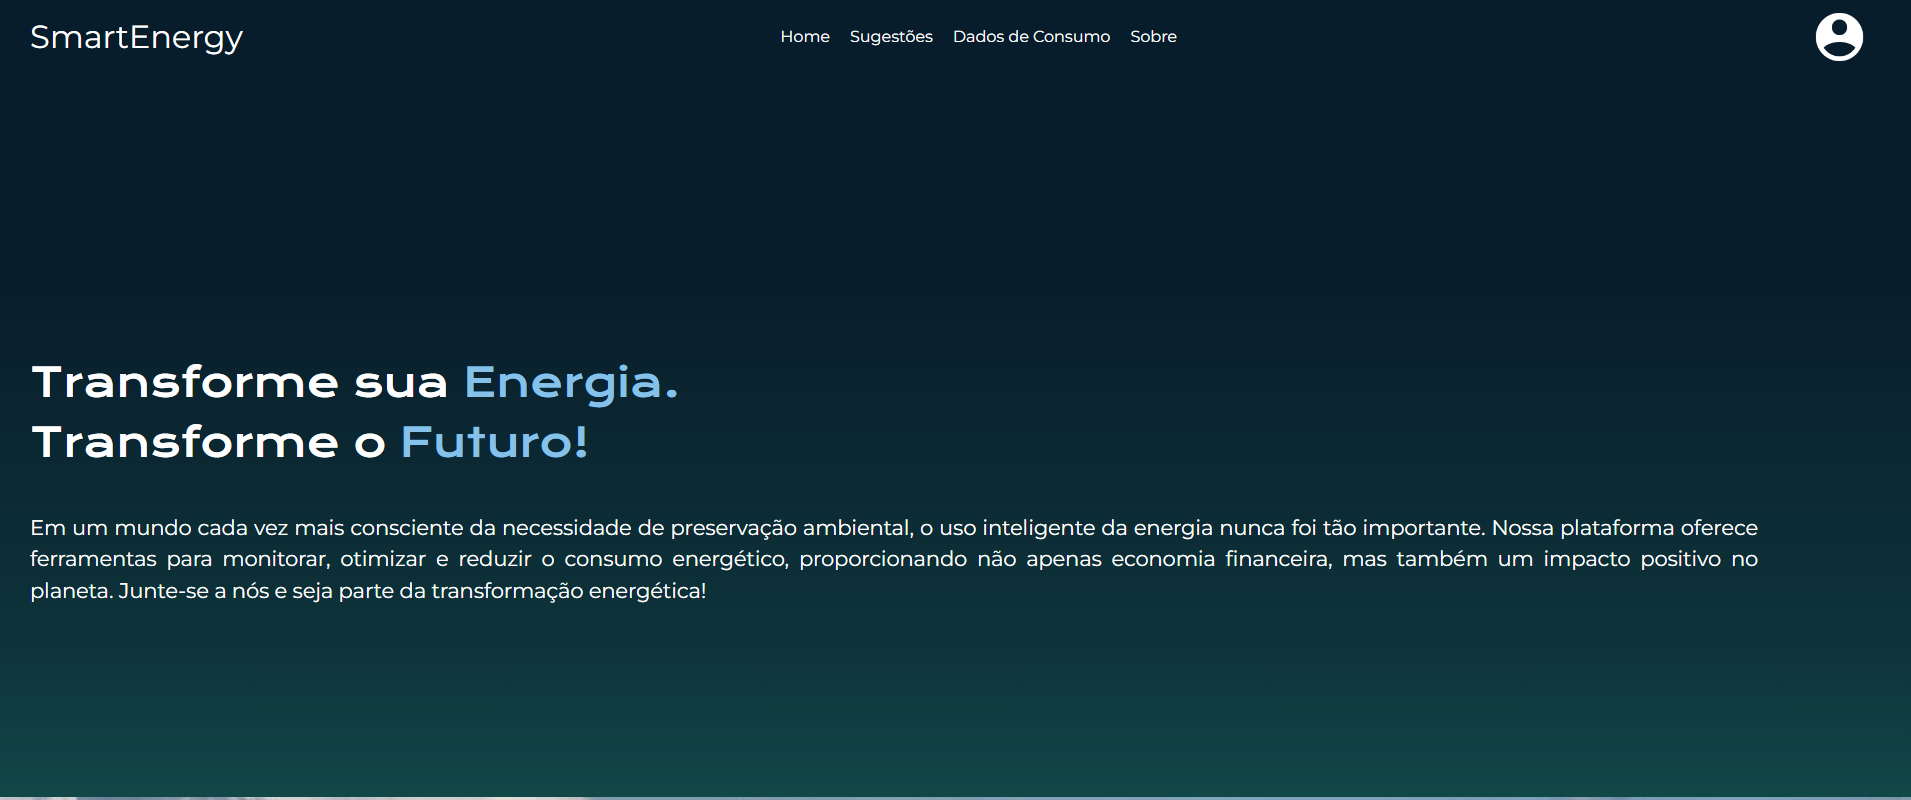 SmartEnergy
Home Sugestões Dados de Consumo Sobre
Transforme sua Energia.
Transforme o Futuro!
Em um mundo cada vez mais consciente da necessidade de preservação ambiental, o uso inteligente da energia nunca foi tão importante. Nossa plataforma oferece
ferramentas para monitorar, otimizar e reduzir o consumo energético, proporcionando não apenas economia financeira, mas também um impacto positivo no
planeta. Junte-se a nós e seja parte da transformação energética!